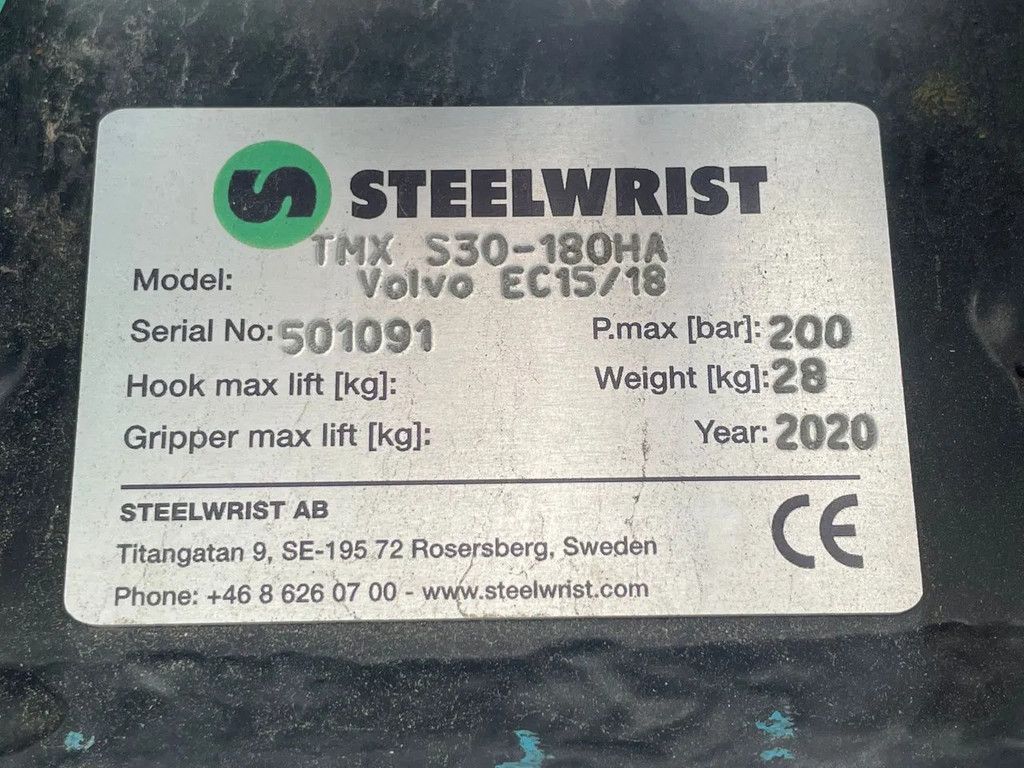 STEELWRIST
TMX S30-180HA
Model: Volvo EC15/18
Serial No: 501091 P.max [bar]: 200
Hook max lift [kg]: Weight [kg]: 28
Gripper max lift [kg]: Year: 2020
STEELWRIST AB
Titangatan 9, SE-195 72 Rosersberg, Sweden
Phone: +46 8 626 07 00 - www.steelwrist.com
CE